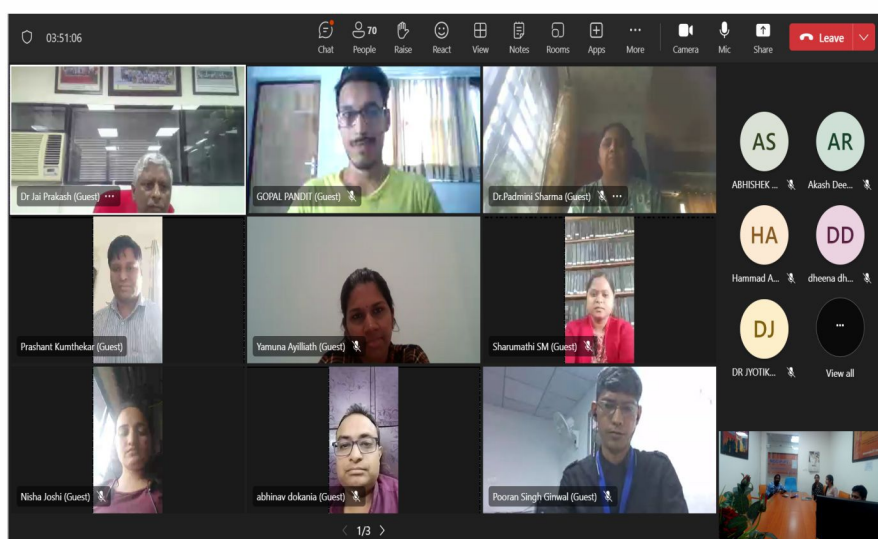 03:51:06
70
Chat
People
Raise
React
View
Notes
Rooms
Apps
More
Camera
Mic
Share
Leave
Dr Jai Prakash (Guest) ···
GOPAL PANDIT (Guest)
Dr.Padmini Sharma (Guest) ···
AS
AR
ABHISHEK ...
Akash Dee...
Prashant Kumthekar (Guest)
Yamuna Ayilliath (Guest)
Sharumathi SM (Guest)
HA
DD
Hammad A...
dheena dh...
DJ
···
DR JYOTIK...
View all
Nisha Joshi (Guest)
abhinav dokania (Guest)
Pooran Singh Ginwal (Guest)
1/3